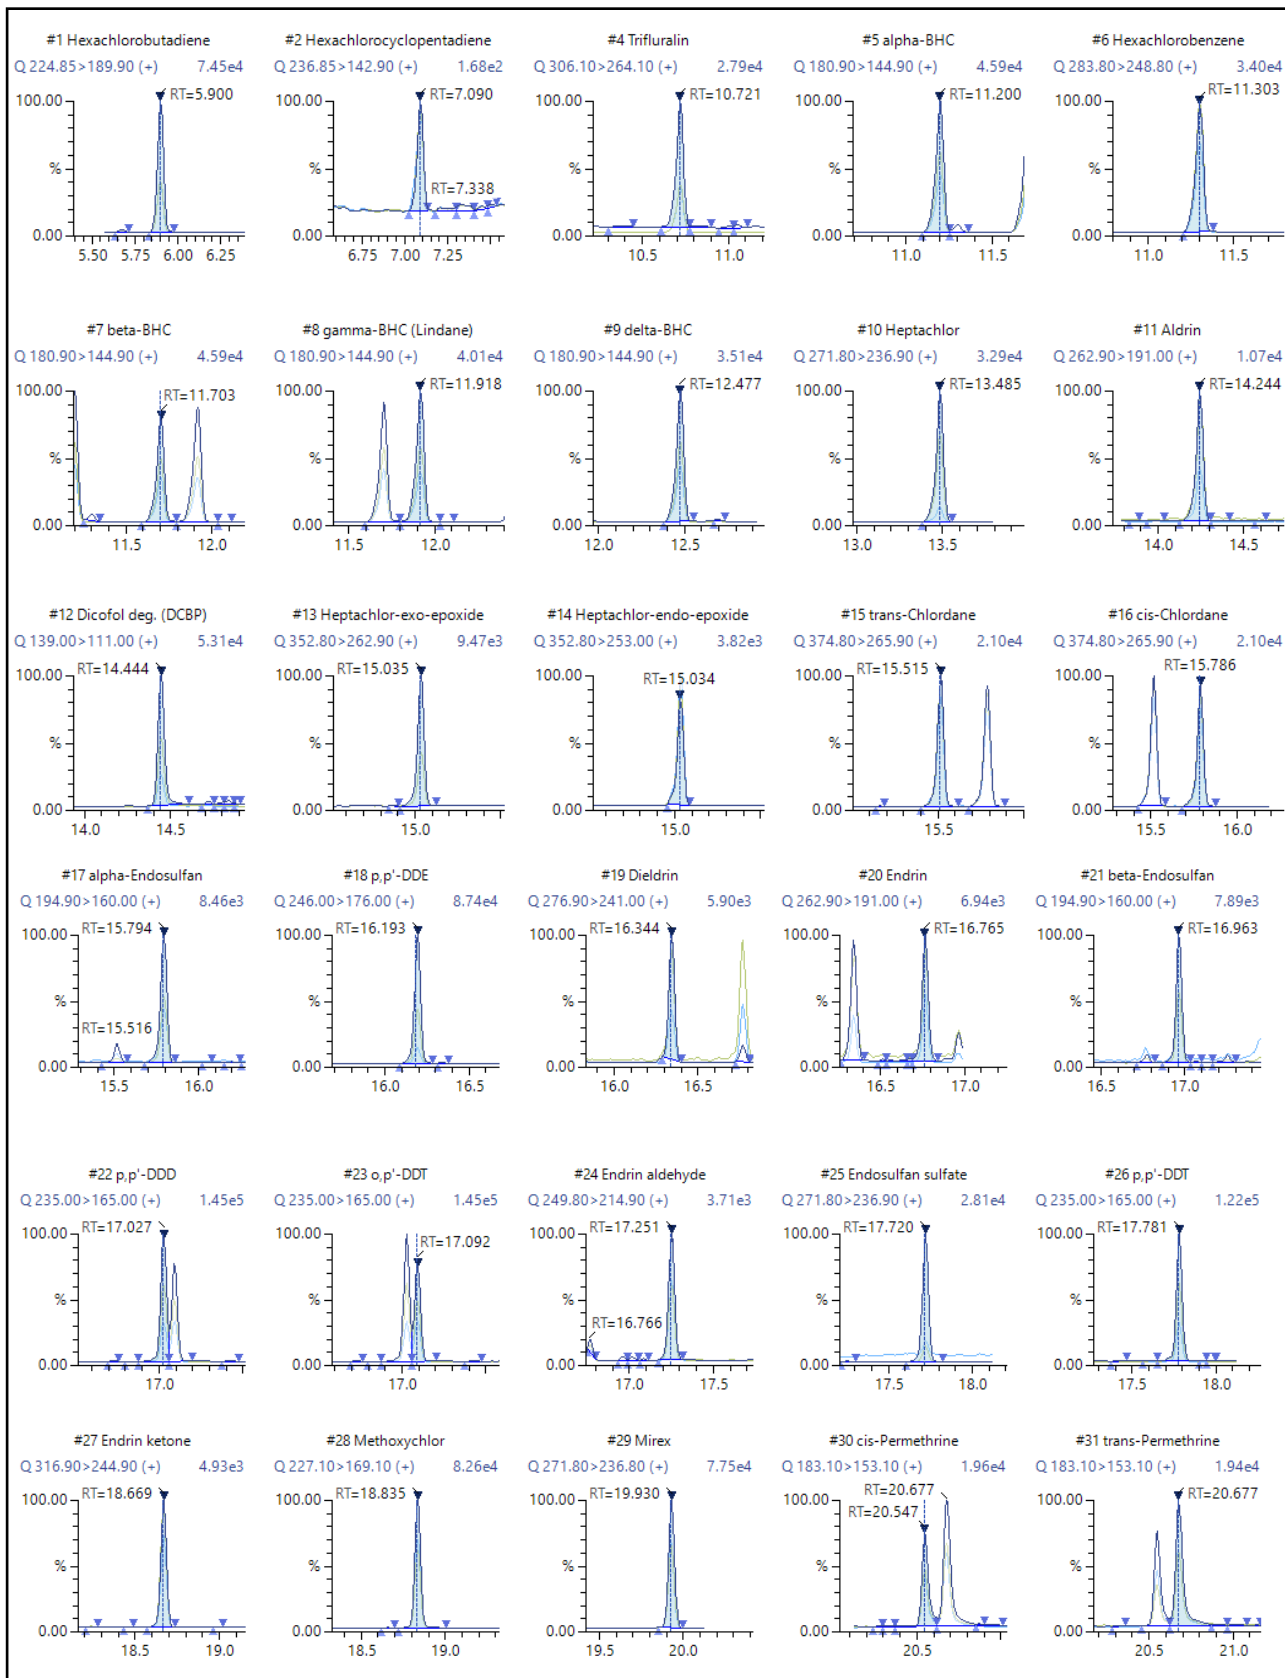 #1 Hexachlorobutadiene
Q 224.85>189.90 (+) 7.45e4
100.00
RT=5.900
%
0.00
5.50 5.75 6.00 6.25
#2 Hexachlorocyclopentadiene
Q 236.85>142.90 (+) 1.68e2
100.00
RT=7.090
%
RT=7.338
0.00
6.75 7.00 7.25
#4 Trifluralin
Q 306.10>264.10 (+) 2.79e4
100.00
RT=10.721
%
0.00
10.5 11.0
#5 alpha-BHC
Q 180.90>144.90 (+) 4.59e4
100.00
RT=11.200
%
0.00
11.0 11.5
#6 Hexachlorobenzene
Q 283.80>248.80 (+) 3.40e4
100.00
RT=11.303
%
0.00
11.0 11.5
#7 beta-BHC
Q 180.90>144.90 (+) 4.59e4
100.00
RT=11.703
%
0.00
11.5 12.0
#8 gamma-BHC (Lindane)
Q 180.90>144.90 (+) 4.01e4
100.00
RT=11.918
%
0.00
11.5 12.0
#9 delta-BHC
Q 180.90>144.90 (+) 3.51e4
100.00
RT=12.477
%
0.00
12.0 12.5
#10 Heptachlor
Q 271.80>236.90 (+) 3.29e4
100.00
RT=13.485
%
0.00
13.0 13.5
#11 Aldrin
Q 262.90>191.00 (+) 1.07e4
100.00
RT=14.244
%
0.00
14.0 14.5
#12 Dicofol deg. (DCBP)
Q 139.00>111.00 (+) 5.31e4
RT=14.444
100.00
%
0.00
14.0 14.5
#13 Heptachlor-exo-epoxide
Q 352.80>262.90 (+) 9.47e3
RT=15.035
100.00
%
0.00
15.0
#14 Heptachlor-endo-epoxide
Q 352.80>253.00 (+) 3.82e3
100.00
RT=15.034
%
0.00
15.0
#15 trans-Chlordane
Q 374.80>265.90 (+) 2.10e4
RT=15.515
100.00
%
0.00
15.5
#16 cis-Chlordane
Q 374.80>265.90 (+) 2.10e4
100.00
RT=15.786
%
0.00
15.5 16.0
#17 alpha-Endosulfan
Q 194.90>160.00 (+) 8.46e3
100.00
RT=15.794
%
RT=15.516
0.00
15.5 16.0
#18 p,p'-DDE
Q 246.00>176.00 (+) 8.74e4
100.00
RT=16.193
%
0.00
16.0 16.5
#19 Dieldrin
Q 276.90>241.00 (+) 5.90e3
100.00
RT=16.344
%
0.00
16.0 16.5
#20 Endrin
Q 262.90>191.00 (+) 6.94e3
100.00
RT=16.765
%
0.00
16.5 17.0
#21 beta-Endosulfan
Q 194.90>160.00 (+) 7.89e3
100.00
RT=16.963
%
0.00
16.5 17.0
#22 p,p'-DDD
Q 235.00>165.00 (+) 1.45e5
RT=17.027
100.00
%
0.00
17.0
#23 o,p'-DDT
Q 235.00>165.00 (+) 1.45e5
100.00
RT=17.092
%
0.00
17.0
#24 Endrin aldehyde
Q 249.80>214.90 (+) 3.71e3
RT=17.251
100.00
%
RT=16.766
0.00
17.0 17.5
#25 Endosulfan sulfate
Q 271.80>236.90 (+) 2.81e4
RT=17.720
100.00
%
0.00
17.5 18.0
#26 p,p'-DDT
Q 235.00>165.00 (+) 1.22e5
RT=17.781
100.00
%
0.00
17.5 18.0
#27 Endrin ketone
Q 316.90>244.90 (+) 4.93e3
100.00
RT=18.669
%
0.00
18.5 19.0
#28 Methoxychlor
Q 227.10>169.10 (+) 8.26e4
100.00
RT=18.835
%
0.00
18.5 19.0
#29 Mirex
Q 271.80>236.80 (+) 7.75e4
100.00
RT=19.930
%
0.00
19.5 20.0
#30 cis-Permethrine
Q 183.10>153.10 (+) 1.96e4
RT=20.677
100.00
RT=20.547
%
0.00
20.5
#31 trans-Permethrine
Q 183.10>153.10 (+) 1.94e4
100.00
RT=20.677
%
0.00
20.5 21.0